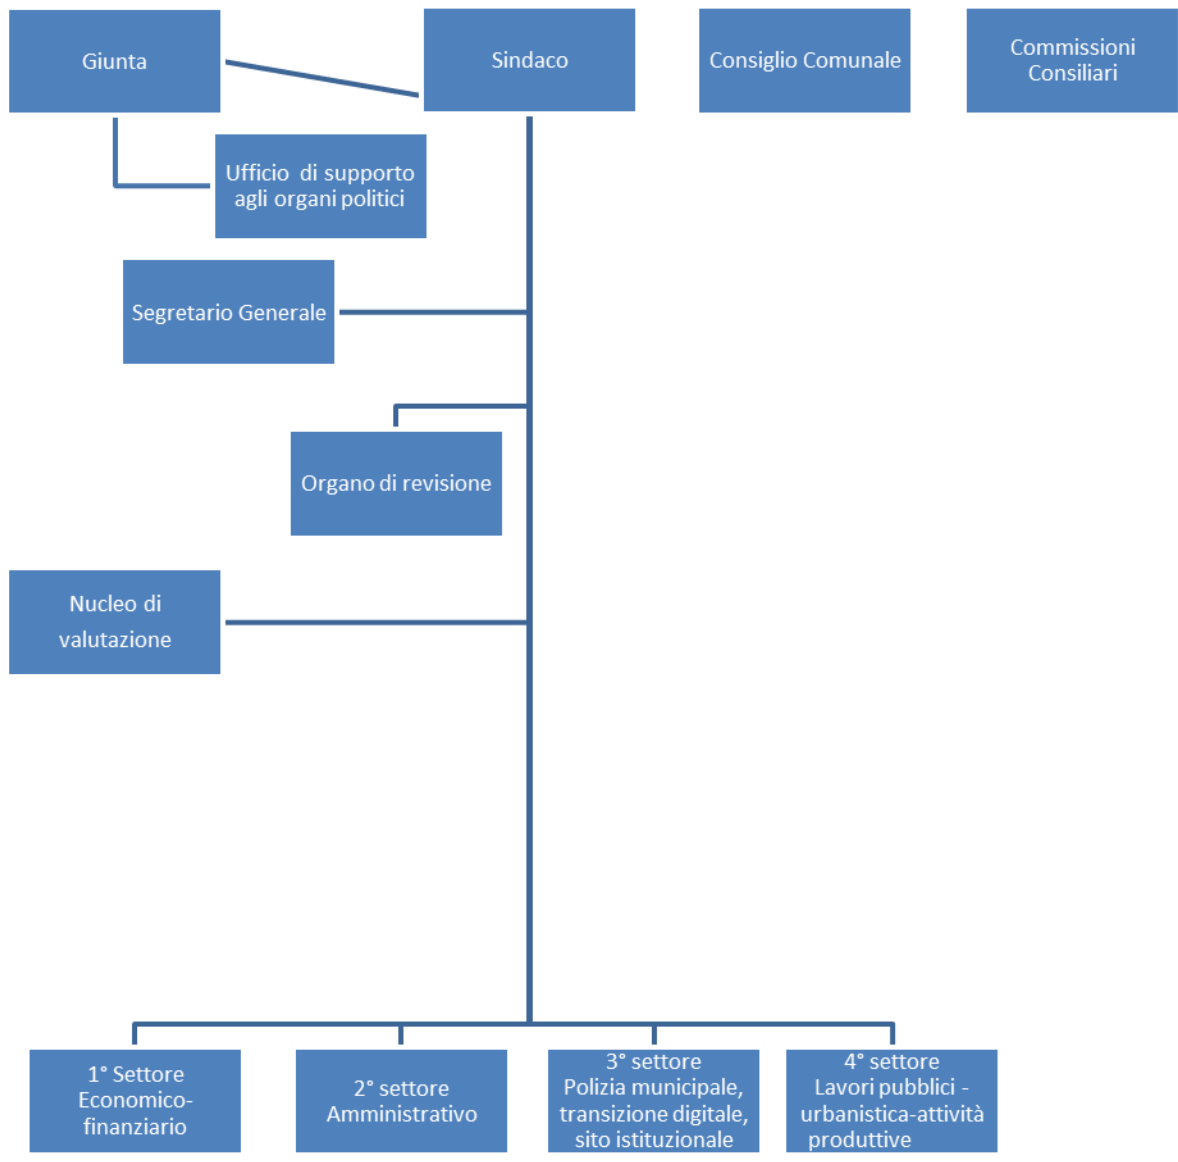 Giunta
Sindaco
Consiglio Comunale
Commissioni
Consiliari
Ufficio di supporto
agli organi politici
Segretario Generale
Organo di revisione
Nucleo di
valutazione
1° Settore
Economico-
finanziario
2° settore
Amministrativo
3° settore
Polizia municipale,
transizione digitale,
sito istituzionale
4° settore
Lavori pubblici -
urbanistica-attività
produttive